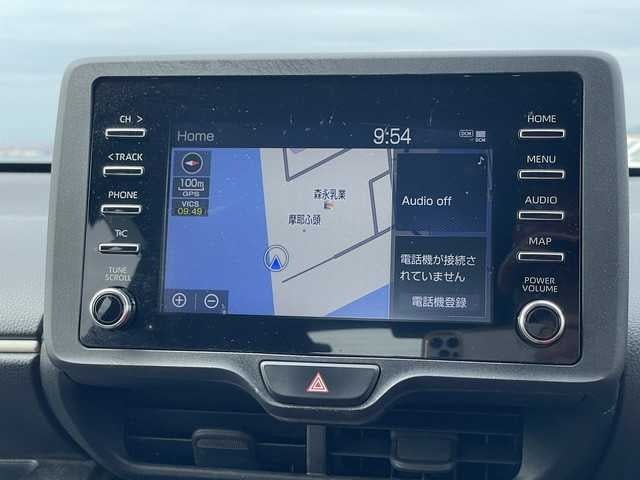 CH >
< TRACK
PHONE
T/C
TUNE
SCROLL
Home
9:54
DCM
DCM
100m
GPS
VICS
09:49
森永乳業
摩耶ふ頭
♪
Audio off
電話機が接続さ
れていません
電話機登録
HOME
MENU
AUDIO
MAP
POWER
VOLUME